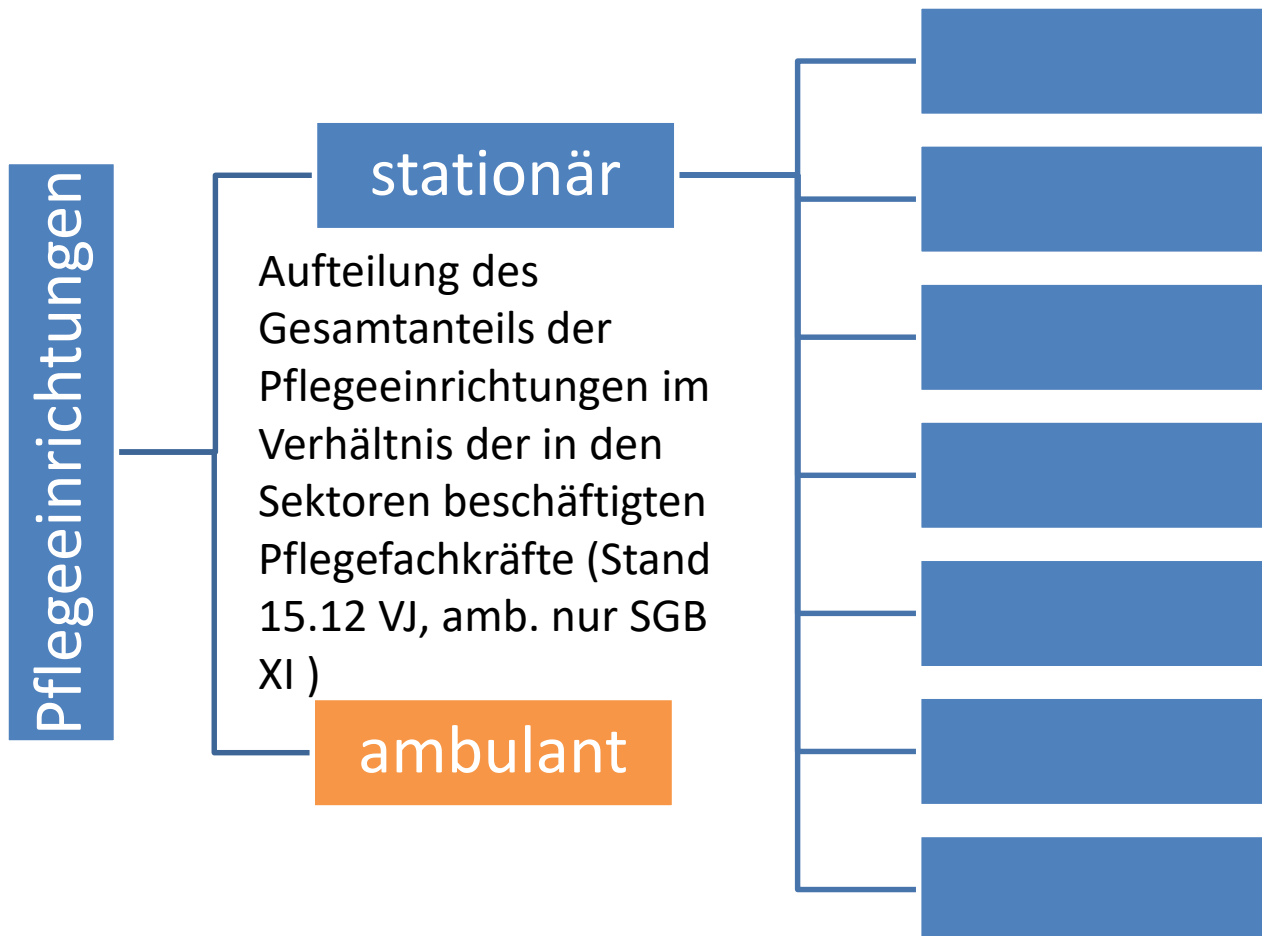 Pflegeeinrichtungen
stationär
Aufteilung des
Gesamtanteils der
Pflegeeinrichtungen im
Verhältnis der in den
Sektoren beschäftigten
Pflegefachkräfte (Stand
15.12 VJ, amb. nur SGB
XI )
ambulant